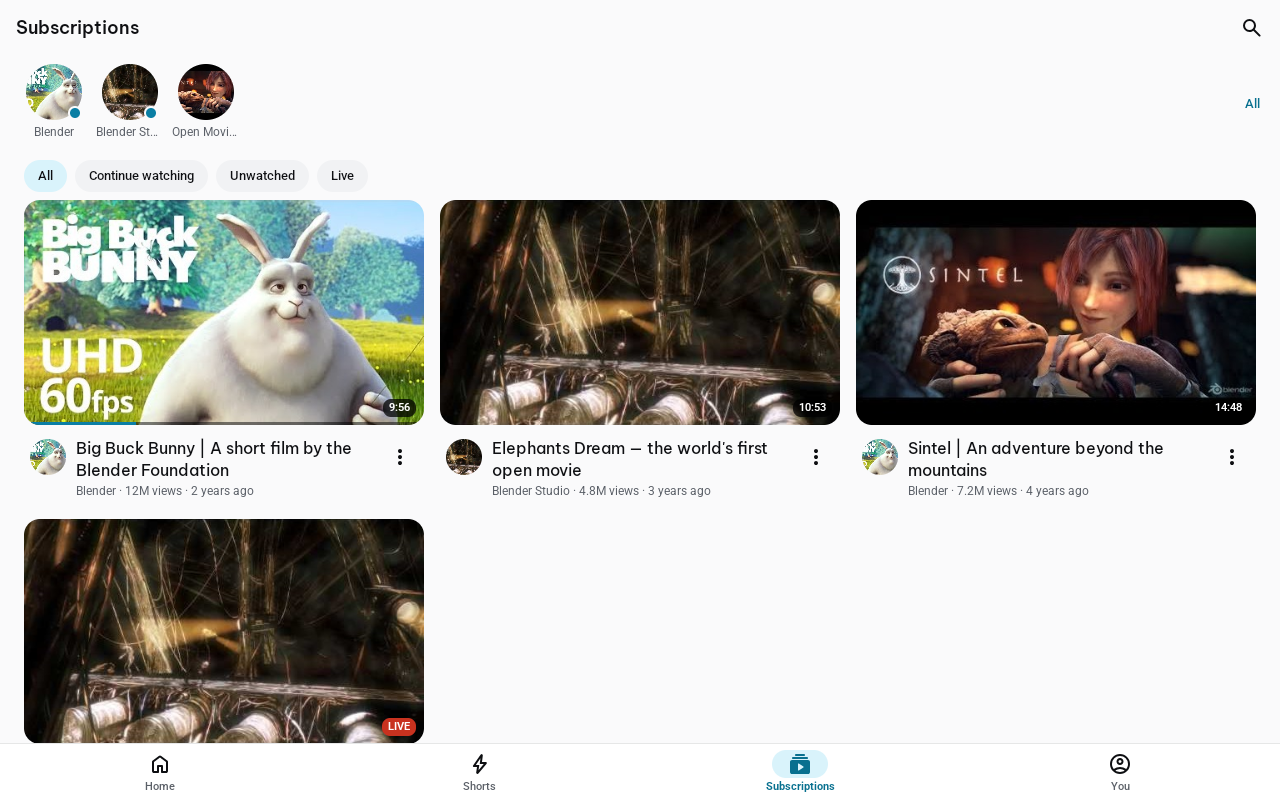 Subscriptions
Blender
Blender St…
Open Movi…
All
All
Continue watching
Unwatched
Live
Big Buck
BUNNY
UHD
60fps
9:56
10:53
SINTEL
blender
14:48
Big Buck Bunny | A short film by the
Blender Foundation
Blender · 12M views · 2 years ago
Elephants Dream — the world's first
open movie
Blender Studio · 4.8M views · 3 years ago
Sintel | An adventure beyond the
mountains
Blender · 7.2M views · 4 years ago
LIVE
Home
Shorts
Subscriptions
You